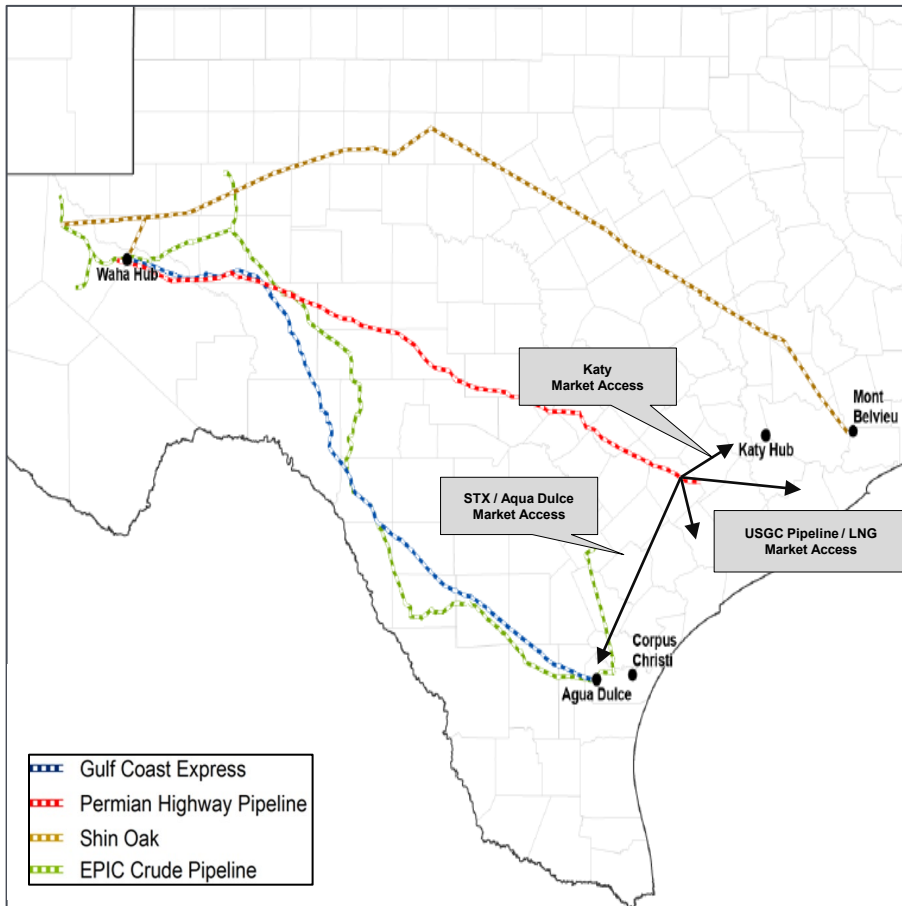 Waha Hub
Katy
Market Access
Mont
Belvieu
Katy Hub
STX / Aqua Dulce
Market Access
USGC Pipeline / LNG
Market Access
Corpus
Christi
Agua Dulce
Gulf Coast Express
Permian Highway Pipeline
Shin Oak
EPIC Crude Pipeline